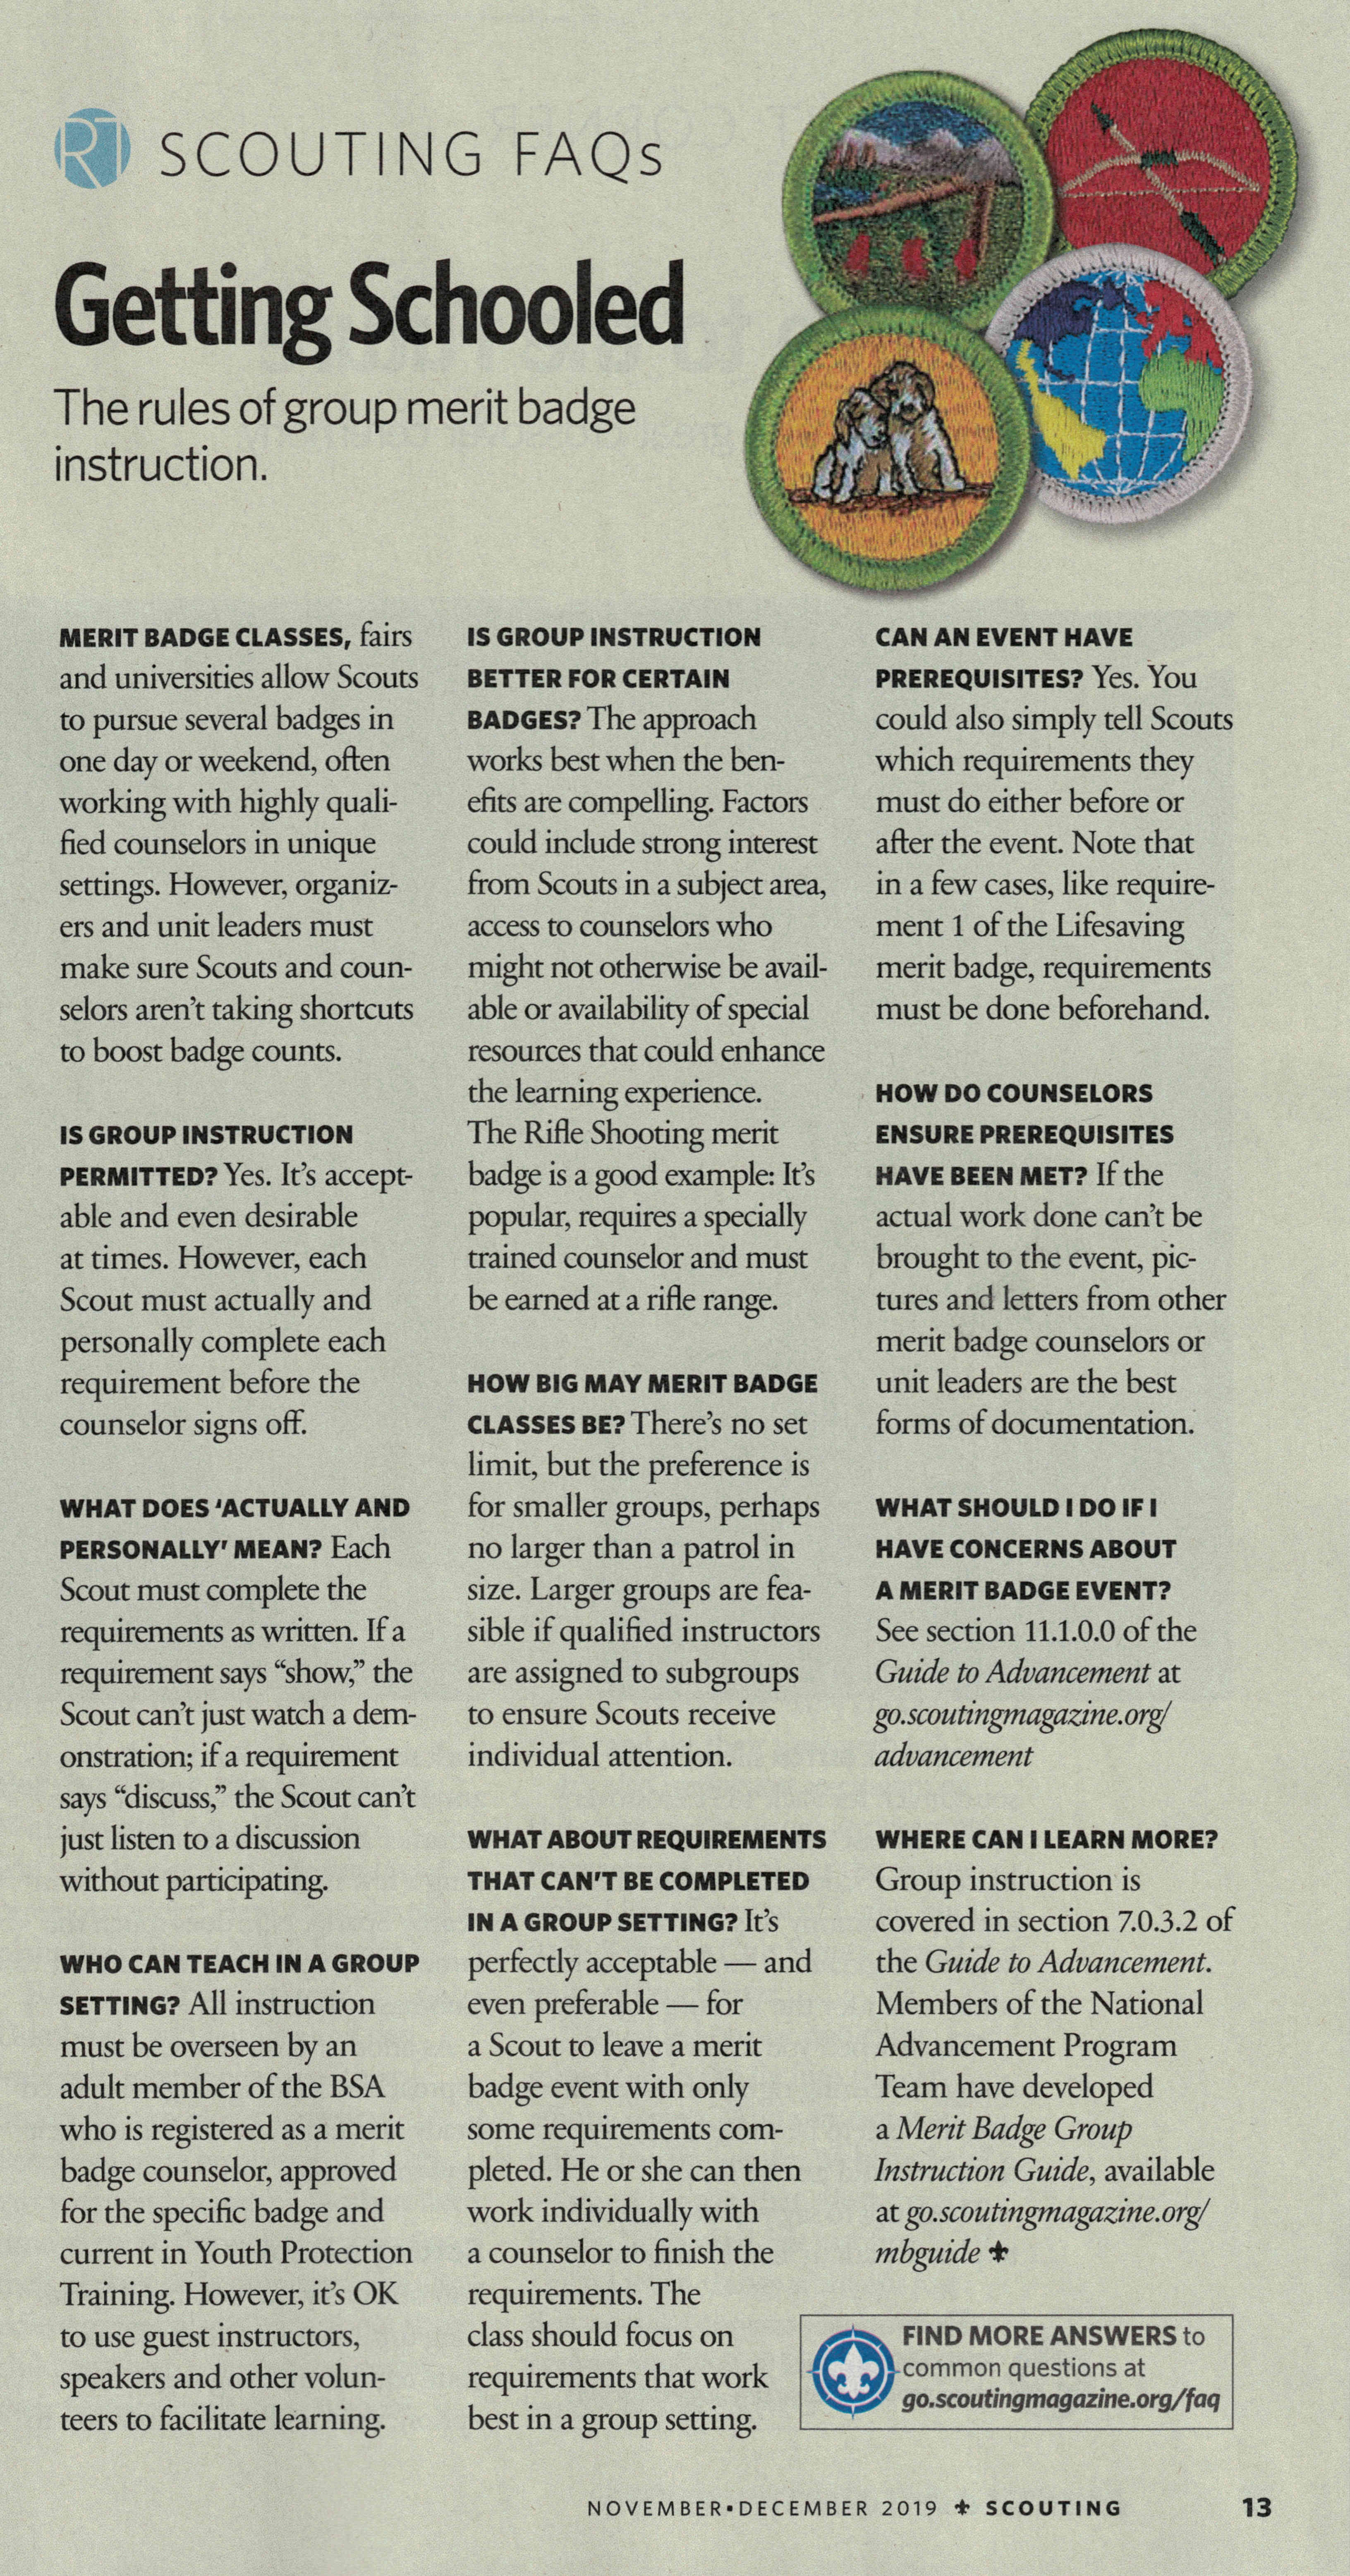 RT SCOUTING FAQs
Getting Schooled
The rules of group merit badge
instruction.
MERIT BADGE CLASSES, fairs
and universities allow Scouts
to pursue several badges in
one day or weekend, often
working with highly quali-
fied counselors in unique
settings. However, organiz-
ers and unit leaders must
make sure Scouts and coun-
selors aren't taking shortcuts
to boost badge counts.
IS GROUP INSTRUCTION
PERMITTED? Yes. It's accept-
able and even desirable
at times. However, each
Scout must actually and
personally complete each
requirement before the
counselor signs off.
WHAT DOES 'ACTUALLY AND
PERSONALLY' MEAN? Each
Scout must complete the
requirements as written. If a
requirement says “show,” the
Scout can't just watch a dem-
onstration; if a requirement
says “discuss,” the Scout can't
just listen to a discussion
without participating.
WHO CAN TEACH IN A GROUP
SETTING? All instruction
must be overseen by an
adult member of the BSA
who is registered as a merit
badge counselor, approved
for the specific badge and
current in Youth Protection
Training. However, it's OK
to use guest instructors,
speakers and other volun-
teers to facilitate learning.
IS GROUP INSTRUCTION
BETTER FOR CERTAIN
BADGES? The approach
works best when the ben-
efits are compelling. Factors
could include strong interest
from Scouts in a subject area,
access to counselors who
might not otherwise be avail-
able or availability of special
resources that could enhance
the learning experience.
The Rifle Shooting merit
badge is a good example: It's
popular, requires a specially
trained counselor and must
be earned at a rifle range.
HOW BIG MAY MERIT BADGE
CLASSES BE? There's no set
limit, but the preference is
for smaller groups, perhaps
no larger than a patrol in
size. Larger groups are fea-
sible if qualified instructors
are assigned to subgroups
to ensure Scouts receive
individual attention.
WHAT ABOUT REQUIREMENTS
THAT CAN'T BE COMPLETED
IN A GROUP SETTING? It's
perfectly acceptable — and
even preferable — for
a Scout to leave a merit
badge event with only
some requirements com-
pleted. He or she can then
work individually with
a counselor to finish the
requirements. The
class should focus on
requirements that work
best in a group setting.
CAN AN EVENT HAVE
PREREQUISITES? Yes. You
could also simply tell Scouts
which requirements they
must do either before or
after the event. Note that
in a few cases, like require-
ment 1 of the Lifesaving
merit badge, requirements
must be done beforehand.
HOW DO COUNSELORS
ENSURE PREREQUISITES
HAVE BEEN MET? If the
actual work done can't be
brought to the event, pic-
tures and letters from other
merit badge counselors or
unit leaders are the best
forms of documentation.
WHAT SHOULD I DO IF I
HAVE CONCERNS ABOUT
A MERIT BADGE EVENT?
See section 11.1.0.0 of the
Guide to Advancement at
go.scoutingmagazine.org/
advancement
WHERE CAN I LEARN MORE?
Group instruction is
covered in section 7.0.3.2 of
the Guide to Advancement.
Members of the National
Advancement Program
Team have developed
a Merit Badge Group
Instruction Guide, available
at go.scoutingmagazine.org/
mbguide
FIND MORE ANSWERS to
common questions at
go.scoutingmagazine.org/faq
NOVEMBER•DECEMBER 2019 SCOUTING 13